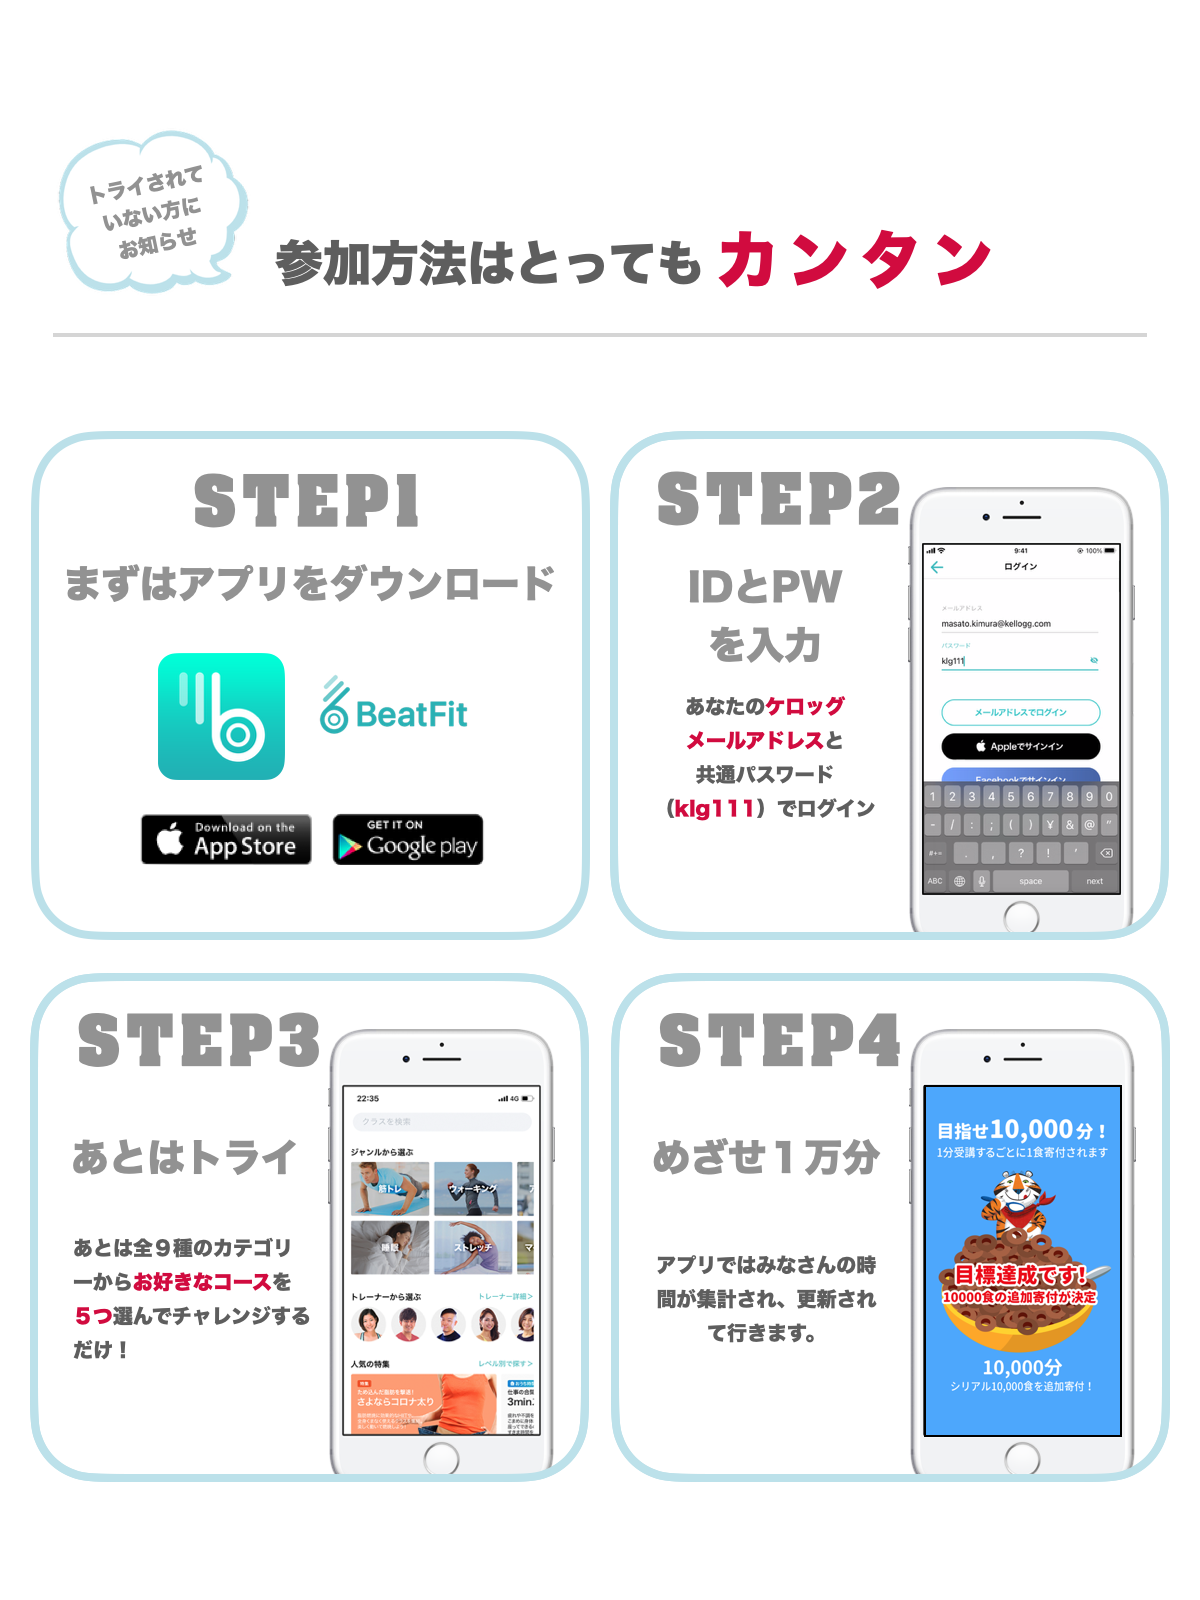 トライされて
いない方に
お知らせ
参加方法はとっても カンタン
STEP1
まずはアプリをダウンロード
BeatFit
Download on the
App Store
GET IT ON
Google play
STEP2
IDとPW
を入力
あなたのケロッグ
メールアドレスと
共通パスワード
（klg111）でログイン
9:41
100%
ログイン
メールアドレス
masato.kimura@kellogg.com
パスワード
klg111
メールアドレスでログイン
Appleでサインイン
Facebookでサインイン
1 2 3 4 5 6 7 8 9 0
- / : ; ( ) ¥ & @ "
#+= . , ? ! ′
ABC space next
STEP3
あとはトライ
あとは全９種のカテゴリ
ーからお好きなコースを
５つ選んでチャレンジする
だけ！
22:35
4G
クラスを検索
ジャンルから選ぶ
筋トレ
ウォーキング
睡眠
ストレッチ
トレーナーから選ぶ
トレーナー詳細>
人気の特集
レベル別で探す>
特集
ため込んだ脂肪を撃退！
さよならコロナ太り
3min.
STEP4
めざせ１万分
アプリではみなさんの時
間が集計され、更新され
て行きます。
目指せ10,000分！
1分受講するごとに1食寄付されます
目標達成です!
10000食の追加寄付が決定
10,000分
シリアル10,000食を追加寄付！